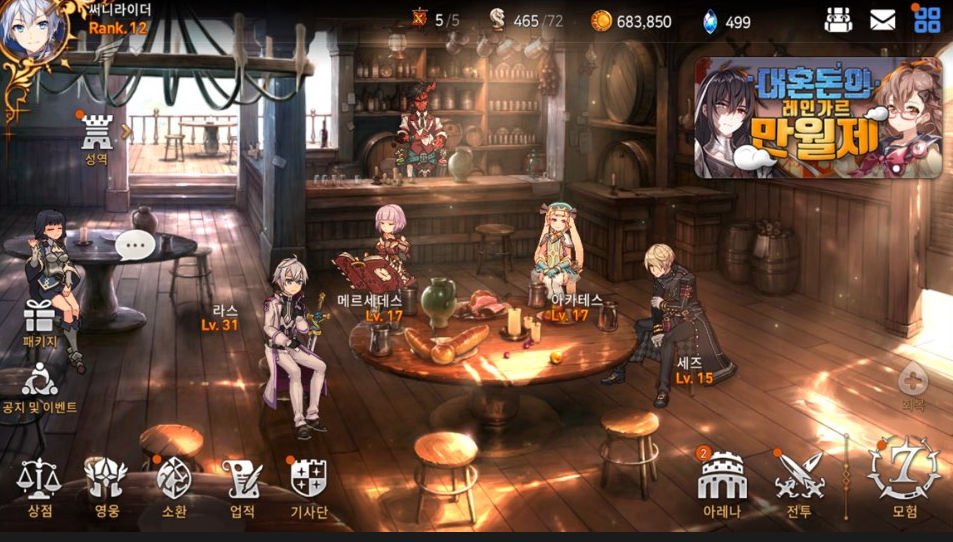 써니라이더
Rank.12
5/5
465/72
683,850
499
대혼돈의
레인가르
만월제
성역
라스
Lv. 31
메르세데스
Lv. 17
아카테스
Lv. 17
세즈
Lv. 15
패키지
공지 및 이벤트
회복
상점
영웅
소환
업적
기사단
2
아레나
전투
7
모험